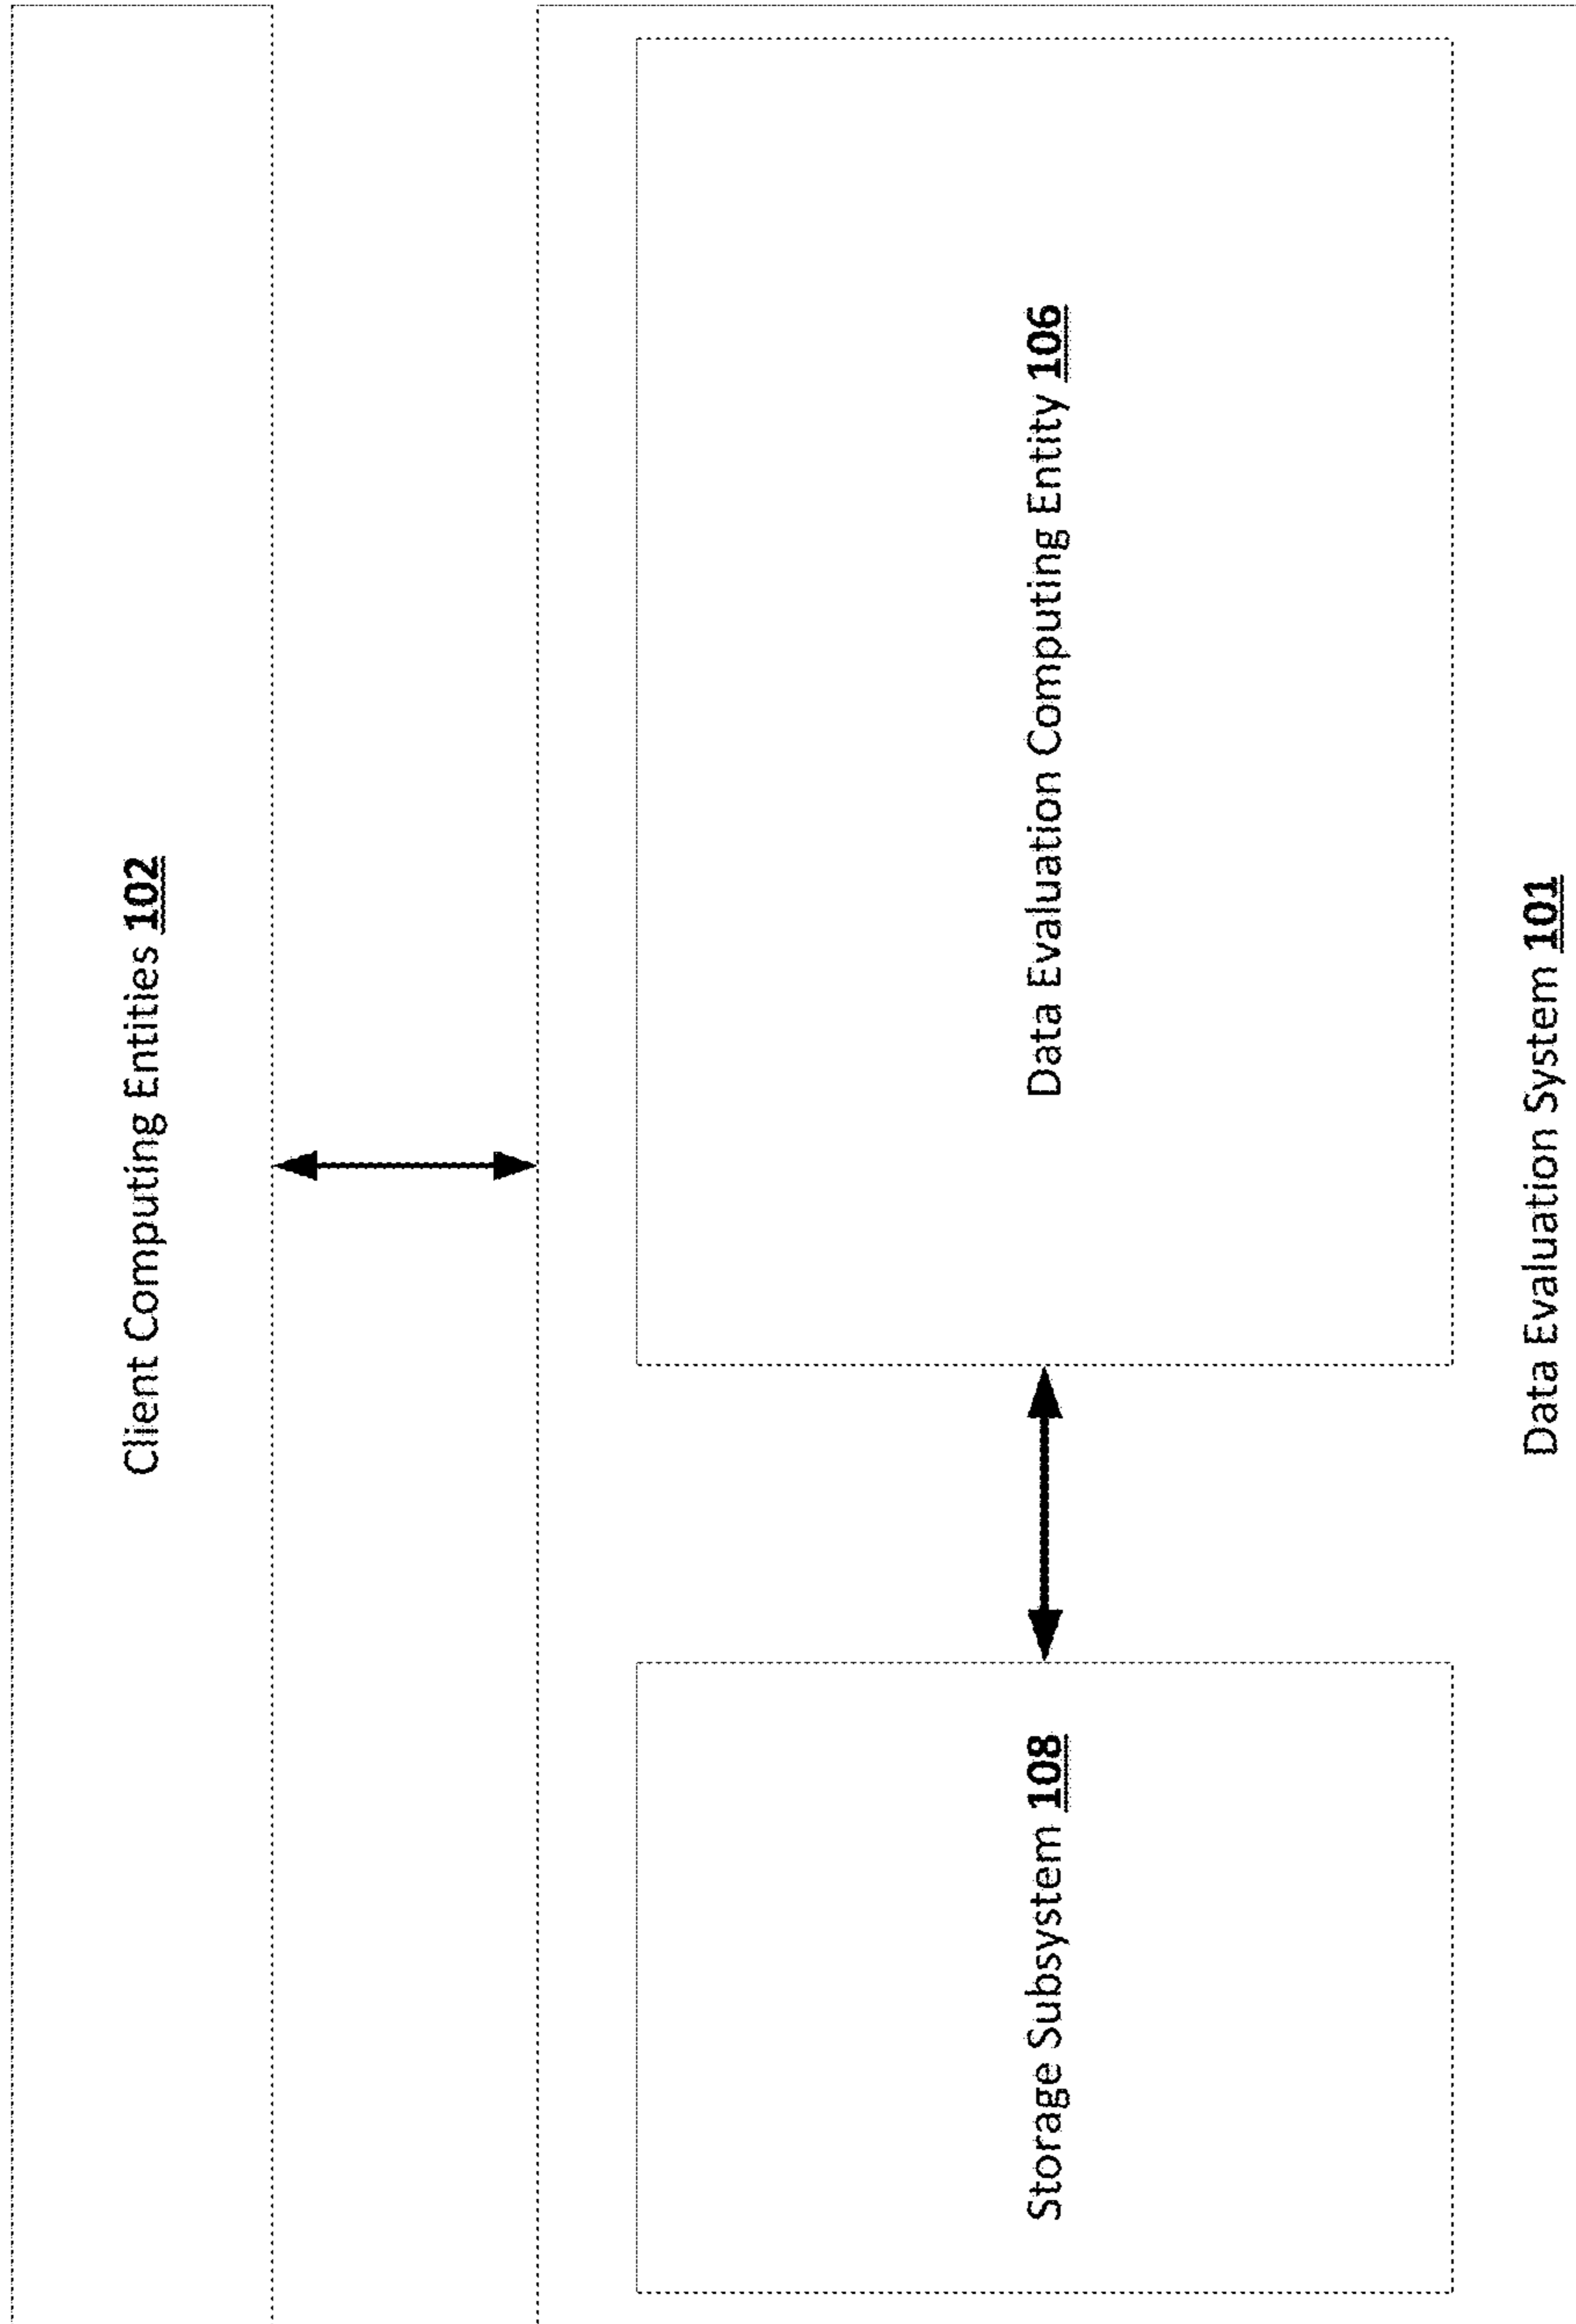 Client Computing Entities 102
Storage Subsystem 108
Data Evaluation Computing Entity 106
Data Evaluation System 101